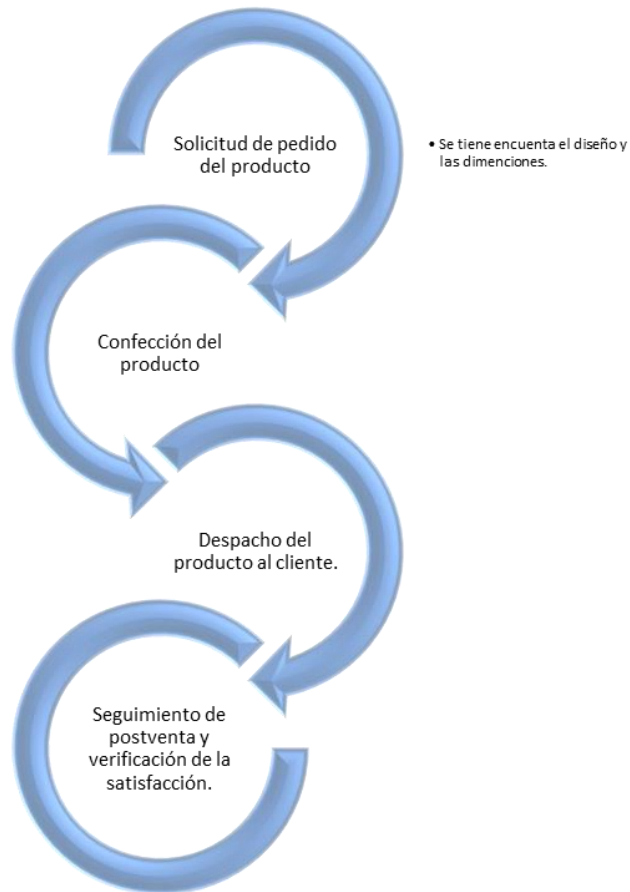 Solicitud de pedido
del producto
• Se tiene encuenta el diseño y
las dimenciones.
Confección del
producto
Despacho del
producto al cliente.
Seguimiento de
postventa y
verificación de la
satisfacción.